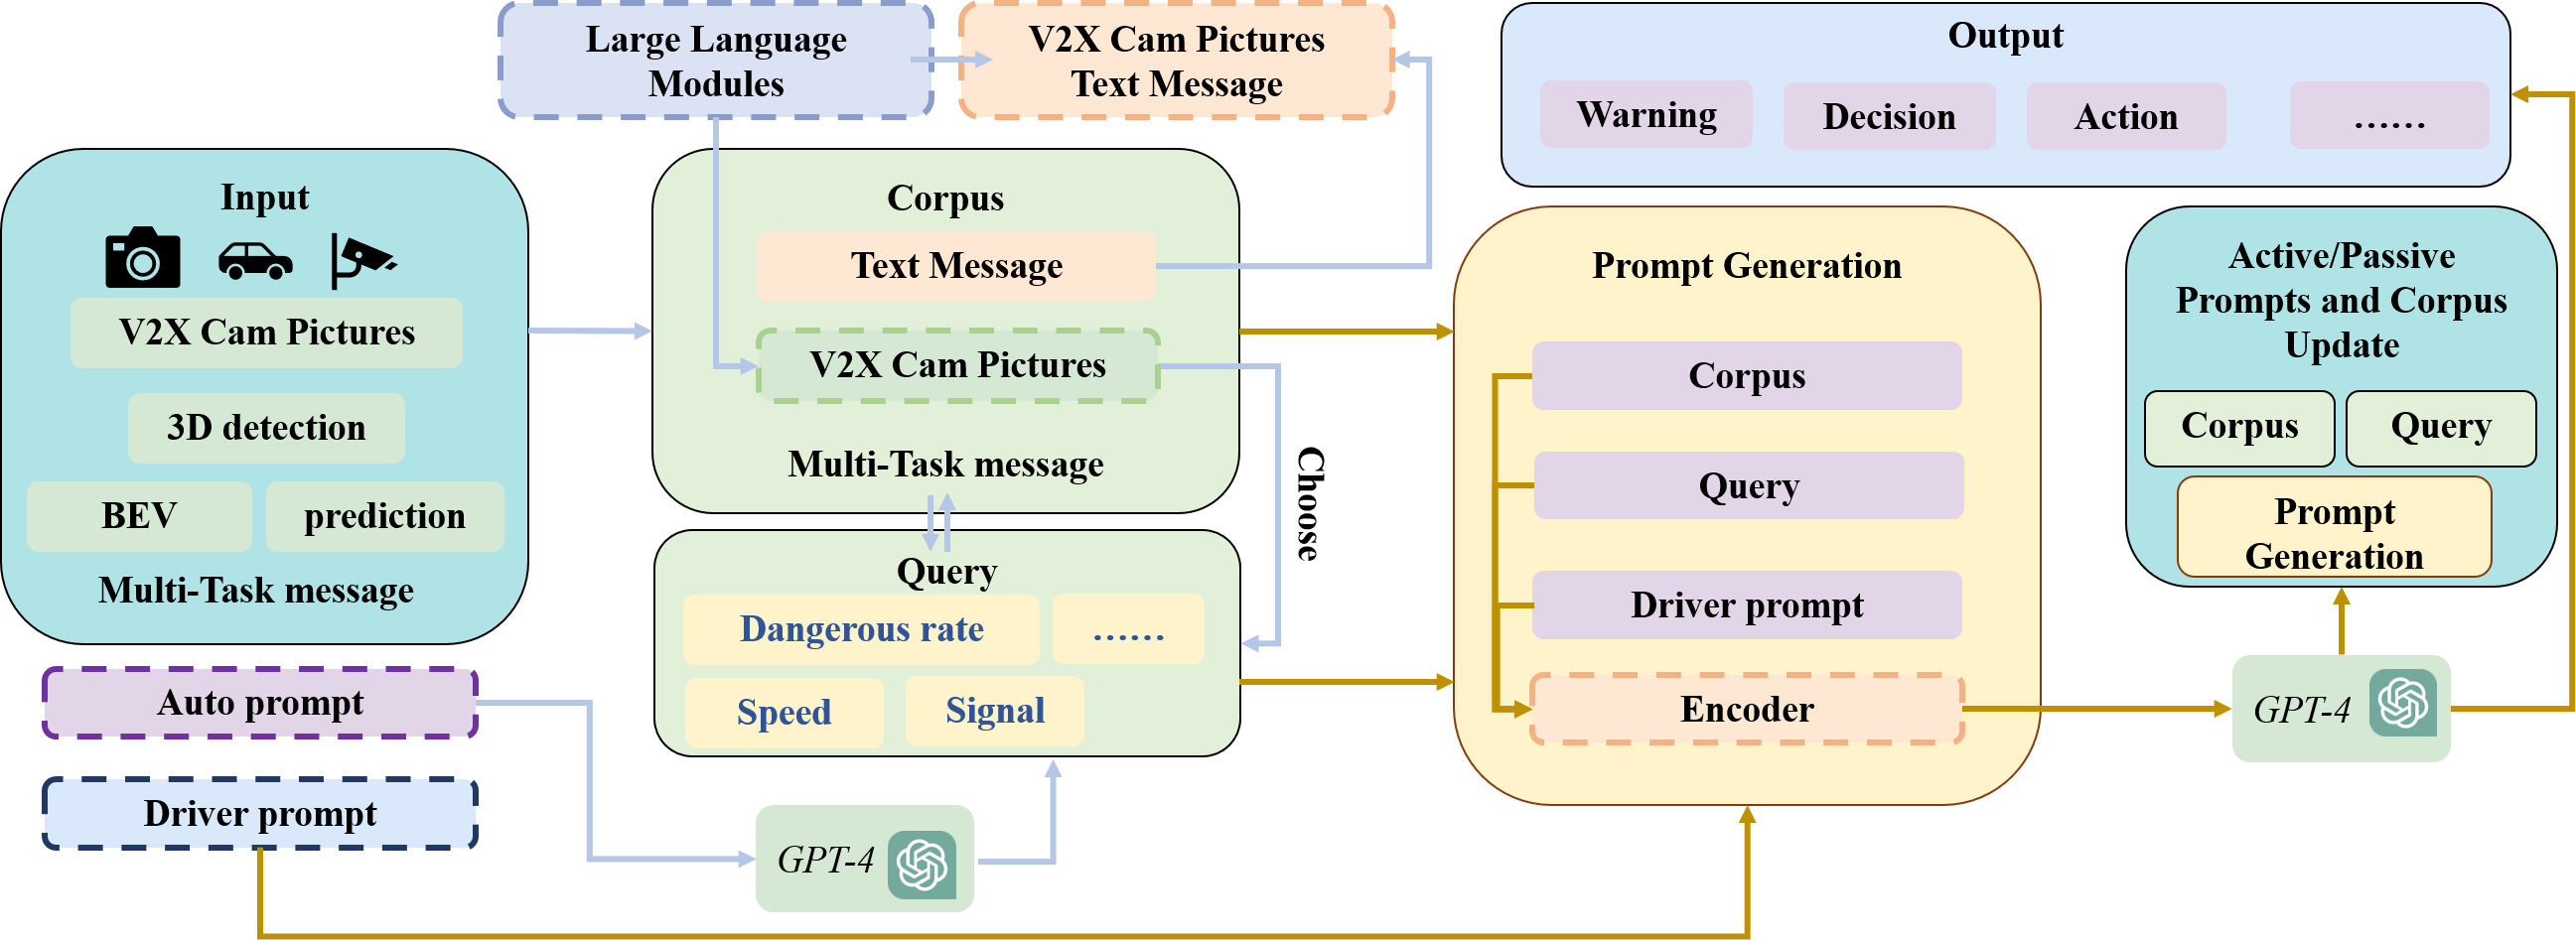 Large Language
Modules
V2X Cam Pictures
Text Message
Output
Warning
Decision
Action
......
Input
V2X Cam Pictures
3D detection
BEV
prediction
Multi-Task message
Corpus
Text Message
V2X Cam Pictures
Multi-Task message
Choose
Query
Dangerous rate
......
Speed
Signal
Auto prompt
Driver prompt
GPT-4
Prompt Generation
Corpus
Query
Driver prompt
Encoder
Active/Passive
Prompts and Corpus
Update
Corpus
Query
Prompt
Generation
GPT-4